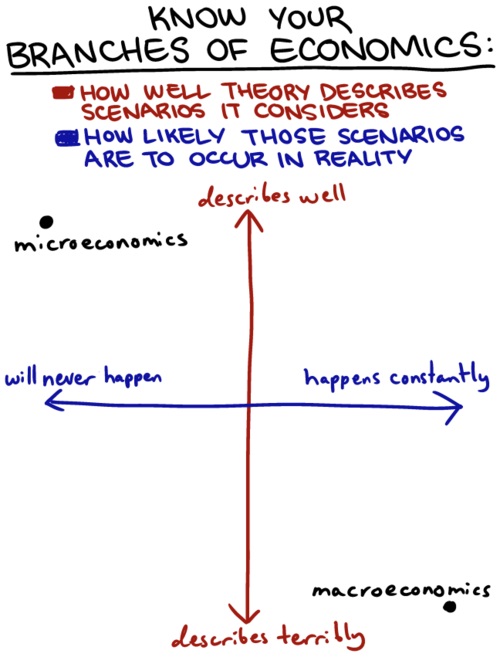 KNOW YOUR
BRANCHES OF ECONOMICS:
HOW WELL THEORY DESCRIBES
SCENARIOS IT CONSIDERS
HOW LIKELY THOSE SCENARIOS
ARE TO OCCUR IN REALITY
describes well
microeconomics
will never happen
happens constantly
macroeconomics
describes terribly